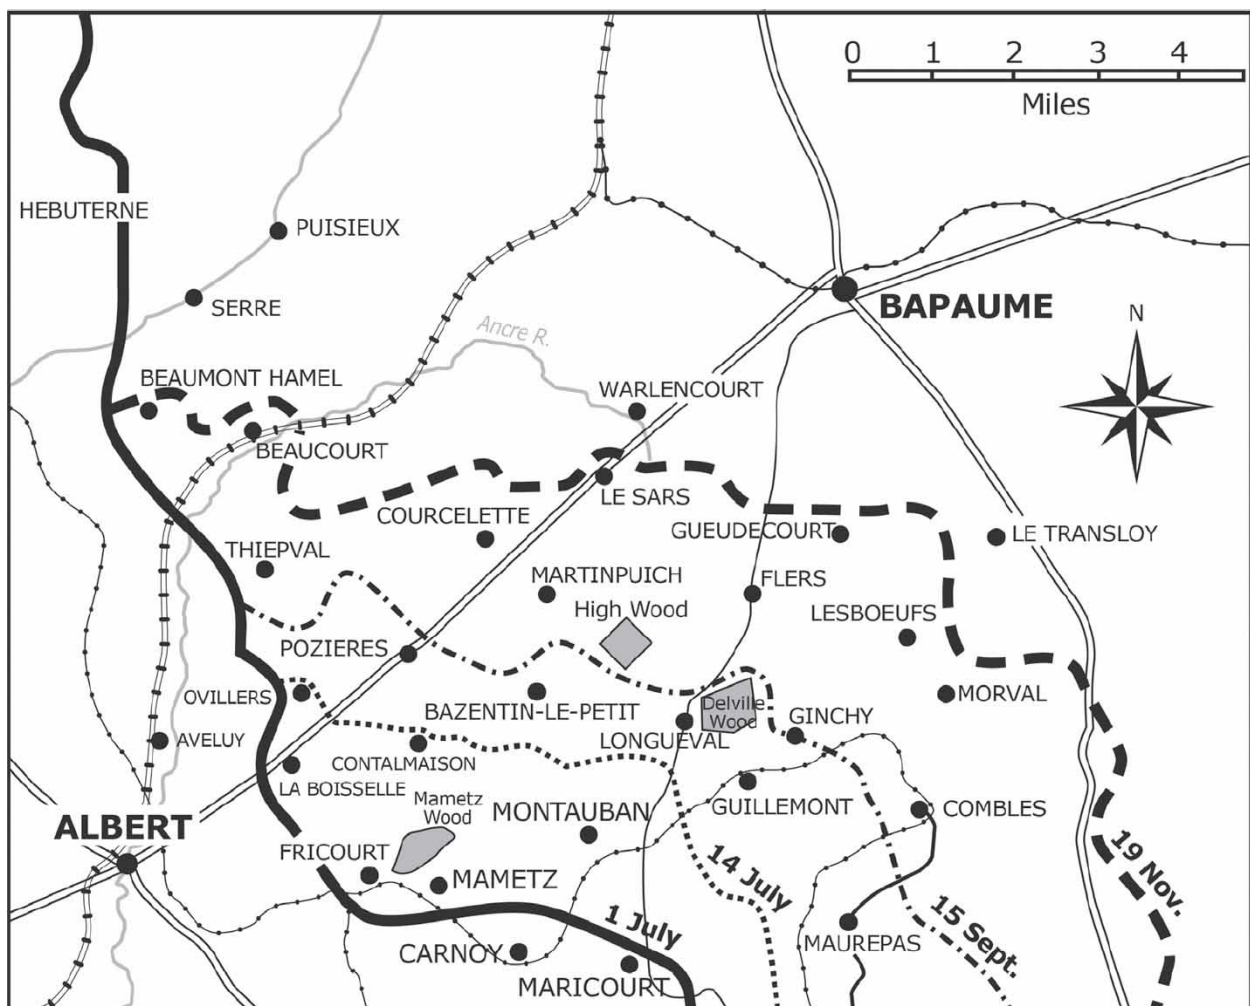 0 1 2 3 4
Miles
HEBUTERNE
PUISIEUX
SERRE
BAPAUME
N
Ancre R.
BEAUMONT HAMEL
WARLENCOURT
BEAUCOURT
LE SARS
COURCELETTE
GUEUDECOURT
LE TRANSLOY
THIEPVAL
MARTINPUICH
FLERS
High Wood
LESBOEUFS
POZIERES
OVILLERS
BAZENTIN-LE-PETIT
Delville
Wood
MORVAL
GINCHY
AVELUY
LONGUEVAL
CONTALMAISON
LA BOISSELLE
Mametz
Wood
MONTAUBAN
GUILLEMONT
COMBLES
ALBERT
FRICOURT
MAMETZ
14 July
19 Nov.
1 July
15 Sept.
CARNOY
MAUREPAS
MARICOURT